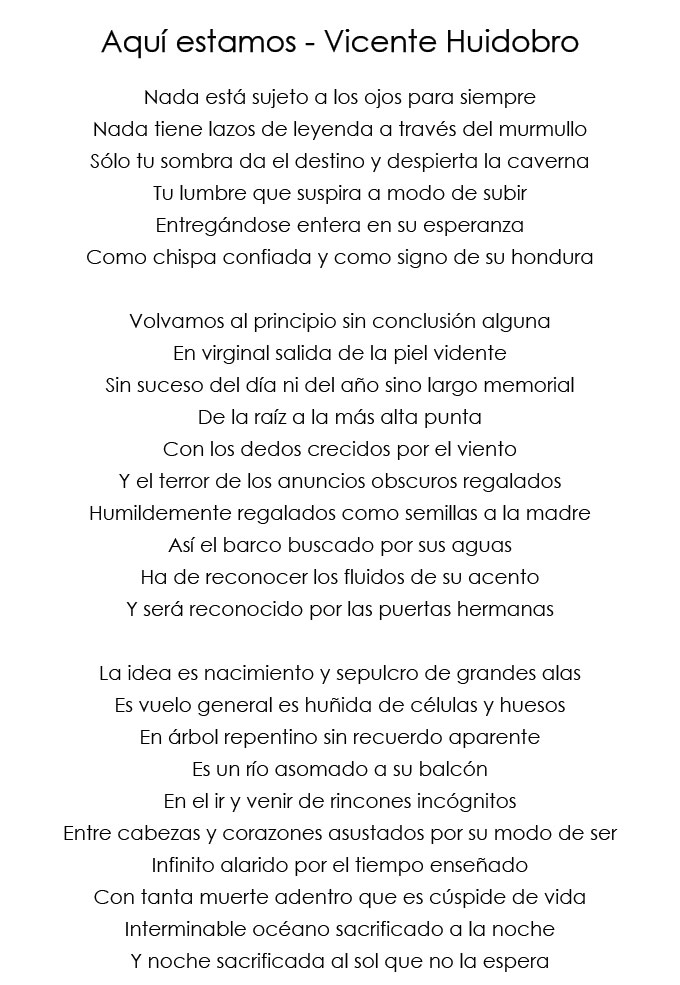 Aquí estamos - Vicente Huidobro
Nada está sujeto a los ojos para siempre
Nada tiene lazos de leyenda a través del murmullo
Sólo tu sombra da el destino y despierta la caverna
Tu lumbre que suspira a modo de subir
Entregándose entera en su esperanza
Como chispa confiada y como signo de su hondura
Volvamos al principio sin conclusión alguna
En virginal salida de la piel vidente
Sin suceso del día ni del año sino largo memorial
De la raíz a la más alta punta
Con los dedos crecidos por el viento
Y el terror de los anuncios obscuros regalados
Humildemente regalados como semillas a la madre
Así el barco buscado por sus aguas
Ha de reconocer los fluidos de su acento
Y será reconocido por las puertas hermanas
La idea es nacimiento y sepulcro de grandes alas
Es vuelo general es huñida de células y huesos
En árbol repentino sin recuerdo aparente
Es un río asomado a su balcón
En el ir y venir de rincones incógnitos
Entre cabezas y corazones asustados por su modo de ser
Infinito alarido por el tiempo enseñado
Con tanta muerte adentro que es cúspide de vida
Interminable océano sacrificado a la noche
Y noche sacrificada al sol que no la espera